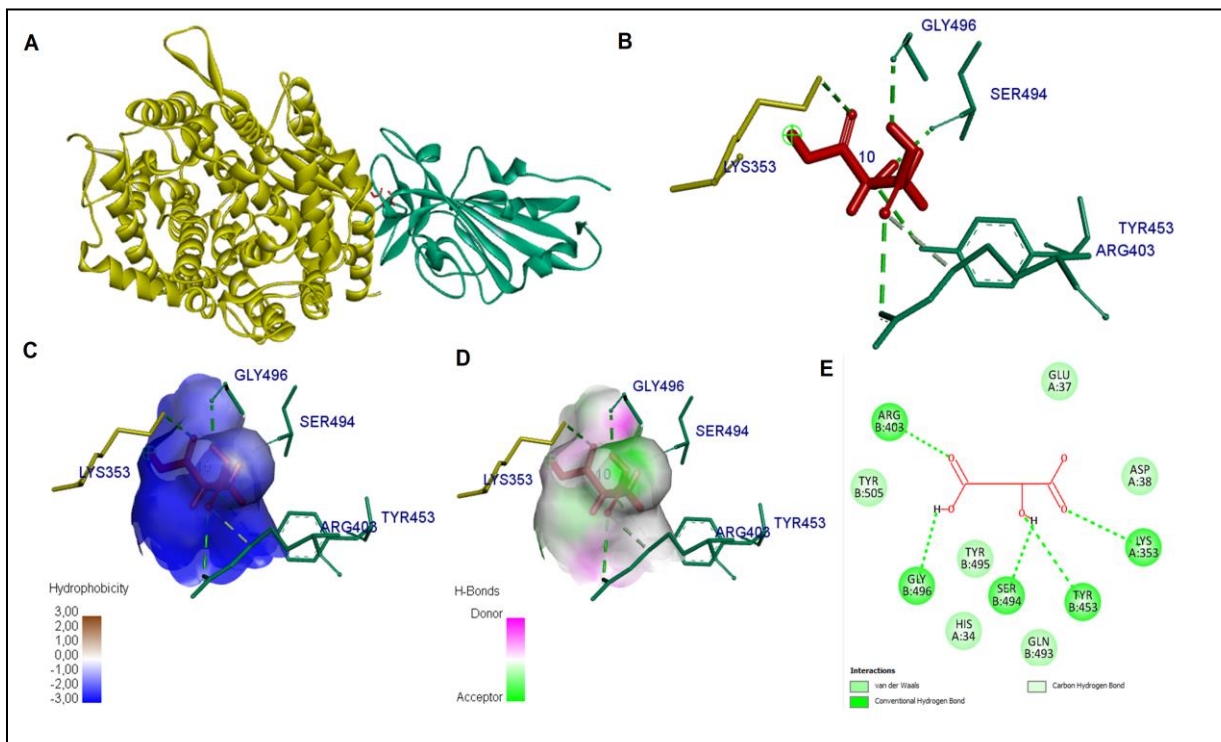 A
B
GLY496
SER494
10
LYS353
TYR453
ARG403
C
GLY496
SER494
LYS353
10
TYR453
ARG403
Hydrophobicity
3,00
2,00
1,00
0,00
-1,00
-2,00
-3,00
D
GLY496
SER494
LYS353
10
TYR453
ARG403
H-Bonds
Donor
Acceptor
E
GLU
A:37
ARG
B:403
ASP
A:38
TYR
B:505
LYS
A:353
TYR
B:495
GLY
B:496
SER
B:494
TYR
B:453
HIS
A:34
GLN
B:493
H
H
Interactions
van der Waals
Conventional Hydrogen Bond
Carbon Hydrogen Bond